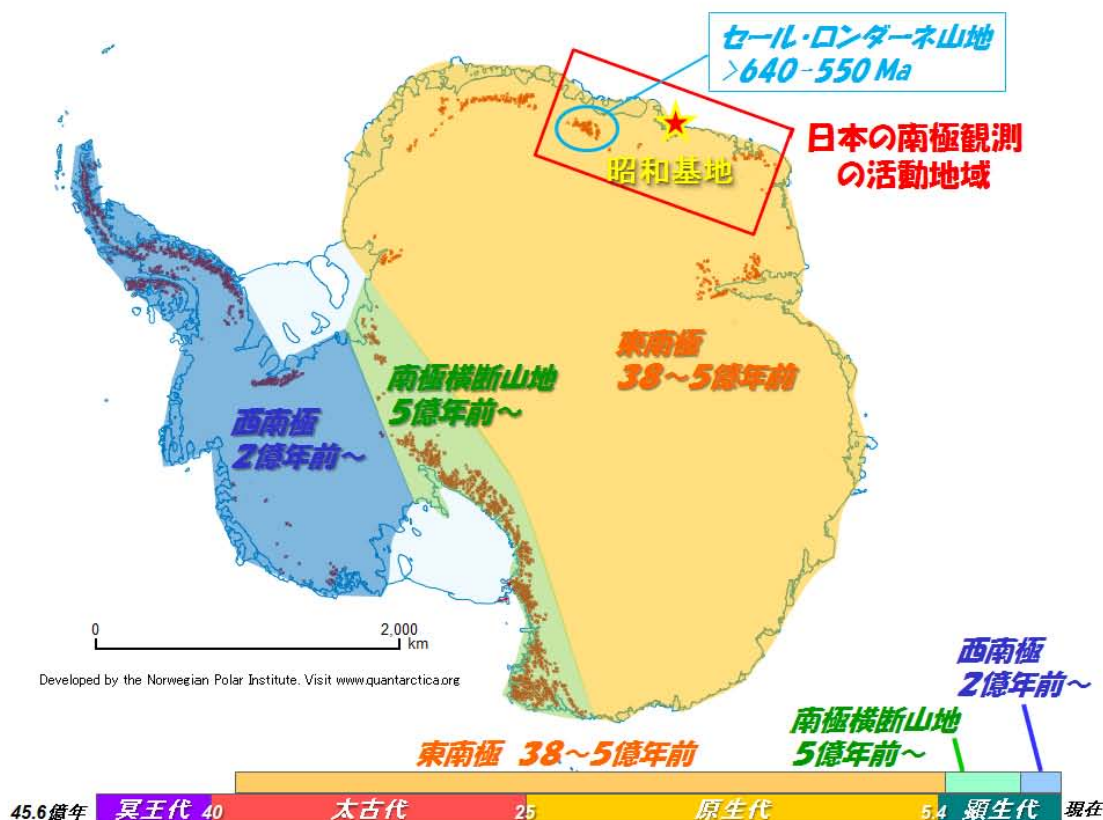 セール・ロンダーネ山地
>640-550 Ma
日本の南極観測
の活動地域
昭和基地
東南極
38～5億年前
南極横断山地
5億年前～
西南極
2億年前～
0
2,000
km
Developed by the Norwegian Polar Institute. Visit www.quantarctica.org
西南極
2億年前～
南極横断山地
5億年前～
東南極 38～5億年前
45.6億年 冥王代 40 太古代 25 原生代 5.4 顕生代 現在